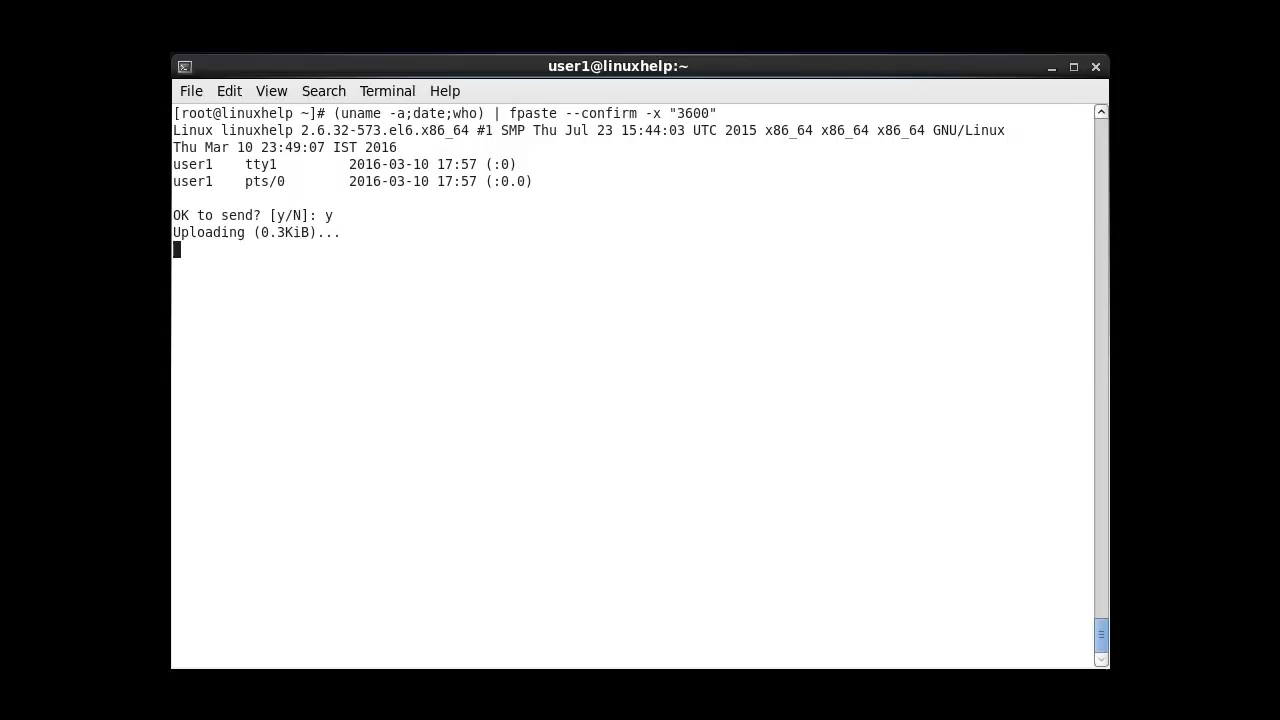 user1@linuxhelp:~
File Edit View Search Terminal Help
[root@linuxhelp ~]# (uname -a;date;who) | fpaste --confirm -x "3600"
Linux linuxhelp 2.6.32-573.el6.x86_64 #1 SMP Thu Jul 23 15:44:03 UTC 2015 x86_64 x86_64 x86_64 GNU/Linux
Thu Mar 10 23:49:07 IST 2016
user1    tty1         2016-03-10 17:57 (:0)
user1    pts/0        2016-03-10 17:57 (:0.0)
OK to send? [y/N]: y
Uploading (0.3KiB)...